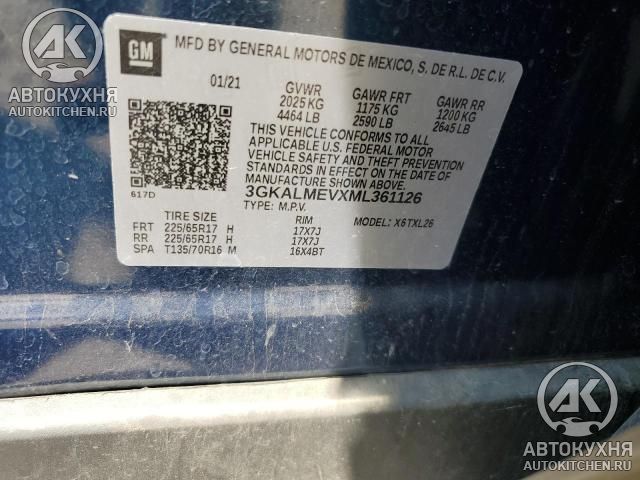 АК
АВТОКУХНЯ
AUTOKITCHEN.RU
GM
MFD BY GENERAL MOTORS DE MEXICO, S. DE R.L. DE C.V.
01/21 GVWR GAWR FRT GAWR RR
2025 KG 1175 KG 1200 KG
4464 LB 2590 LB 2645 LB
THIS VEHICLE CONFORMS TO ALL
APPLICABLE U.S. FEDERAL MOTOR
VEHICLE SAFETY AND THEFT PREVENTION
STANDARDS IN EFFECT ON THE DATE OF
MANUFACTURE SHOWN ABOVE.
617D 3GKALMEVXML361126
TYPE: M.P.V. MODEL: X6TXL26
TIRE SIZE RIM
FRT 225/65R17 H 17X7J
RR 225/65R17 H 17X7J
SPA T135/70R16 M 16X4BT
АК
АВТОКУХНЯ
AUTOKITCHEN.RU